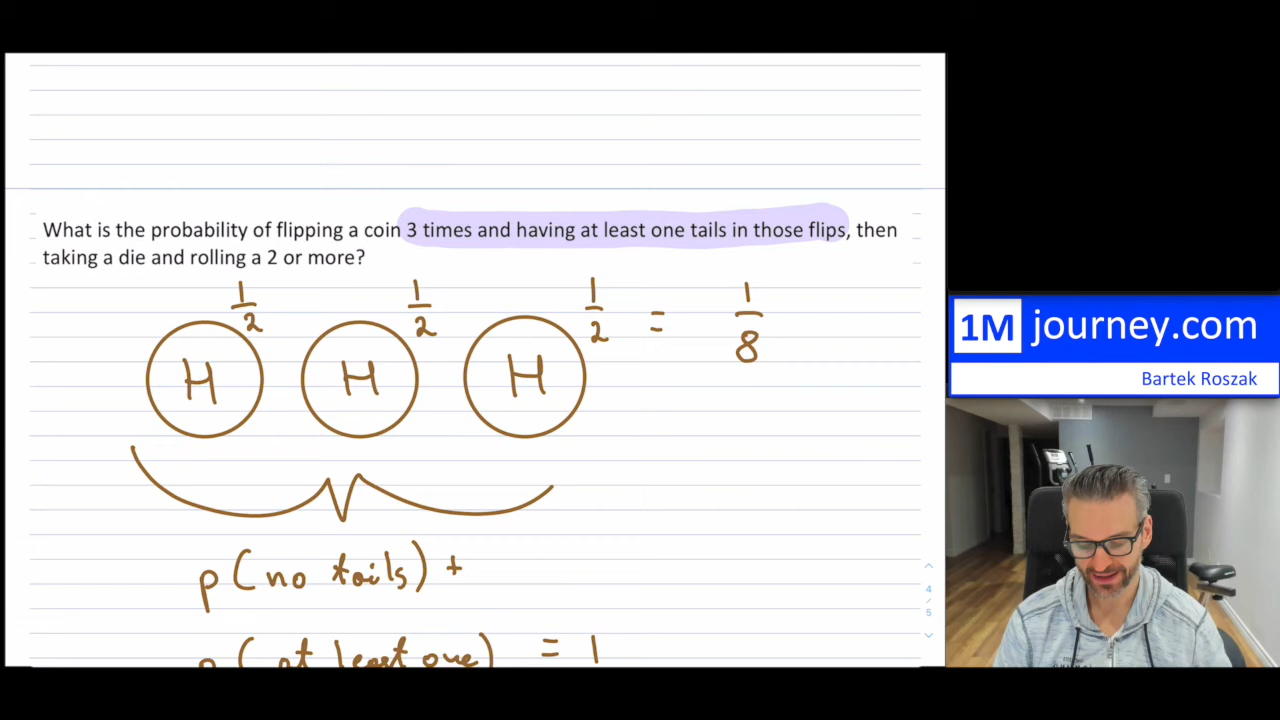 What is the probability of flipping a coin 3 times and having at least one tails in those flips, then
taking a die and rolling a 2 or more?
1/2 1/2 1/2 = 1/8
H H H
p (no tails) +
p ( at least one) = 1
4
/
5
1M journey.com
Bartek Roszak